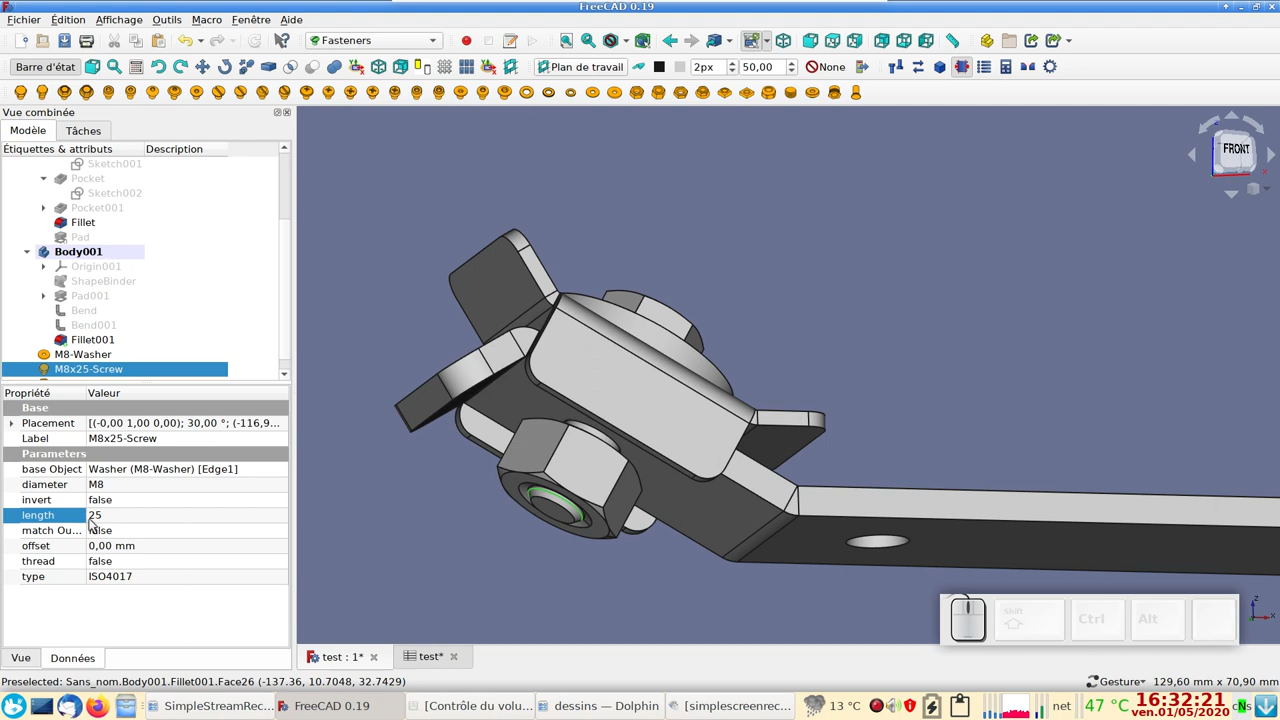 FreeCAD 0.19
Fichier Édition Affichage Outils Macro Fenêtre Aide
Fasteners
Barre d'état
Plan de travail
2px
50,00
None
Vue combinée
Modèle
Tâches
Étiquettes & attributs
Description
Sketch001
Pocket
Sketch002
Pocket001
Fillet
Pad
Body001
Origin001
ShapeBinder
Pad001
Bend
Bend001
Fillet001
M8-Washer
M8x25-Screw
Propriété Valeur
Base
Placement [(-0,00 1,00 0,00); 30,00 °; (-116,9...
Label M8x25-Screw
Parameters
base Object Washer (M8-Washer) [Edge1]
diameter M8
invert false
length 25
match Ou... false
offset 0,00 mm
thread false
type ISO4017
FRONT
Shift
Ctrl
Alt
Vue
Données
test : 1*
test*
Preselected: Sans_nom.Body001.Fillet001.Face26 (-137.36, 10.7048, 32.7429)
Gesture
129,60 mm x 70,90 mm
SimpleStreamRec...
FreeCAD 0.19
[Contrôle du volu...
dessins — Dolphin
[simplescreenrec...
13 °C
net
47 °C
16:32:21
ven.01/05/2020